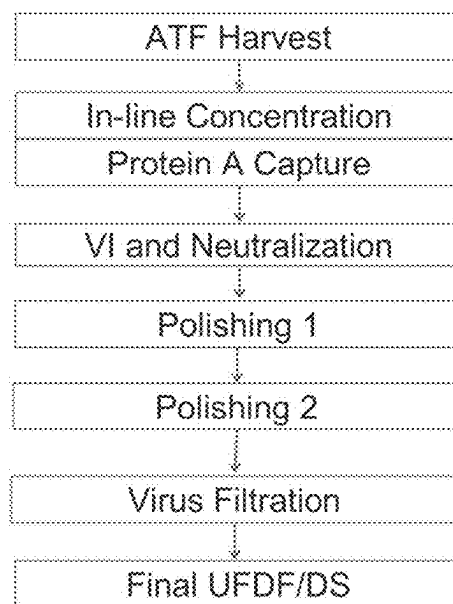 ATF Harvest
In-line Concentration
Protein A Capture
VI and Neutralization
Polishing 1
Polishing 2
Virus Filtration
Final UFDF/DS